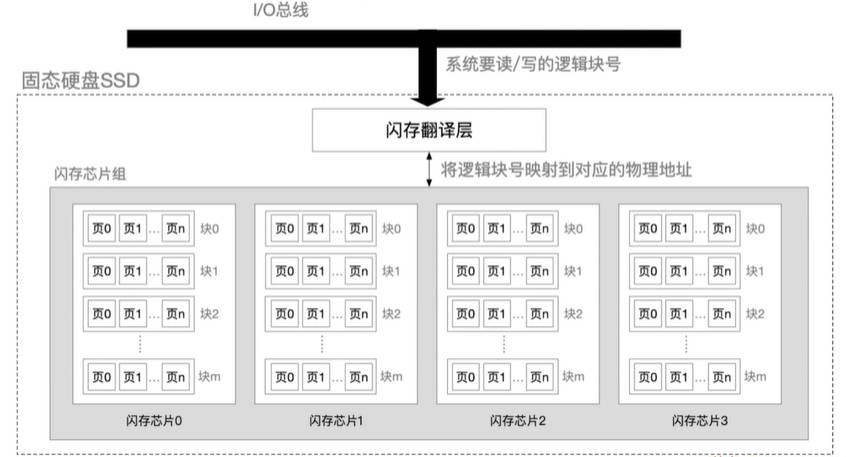 I/O总线
系统要读/写的逻辑块号
固态硬盘SSD
闪存翻译层
将逻辑块号映射到对应的物理地址
闪存芯片组
页0 页1 ... 页n 块0 页0 页1 ... 页n 块0 页0 页1 ... 页n 块0 页0 页1 ... 页n 块0
页0 页1 ... 页n 块1 页0 页1 ... 页n 块1 页0 页1 ... 页n 块1 页0 页1 ... 页n 块1
页0 页1 ... 页n 块2 页0 页1 ... 页n 块2 页0 页1 ... 页n 块2 页0 页1 ... 页n 块2
页0 页1 ... 页n 块m 页0 页1 ... 页n 块m 页0 页1 ... 页n 块m 页0 页1 ... 页n 块m
闪存芯片0 闪存芯片1 闪存芯片2 闪存芯片3